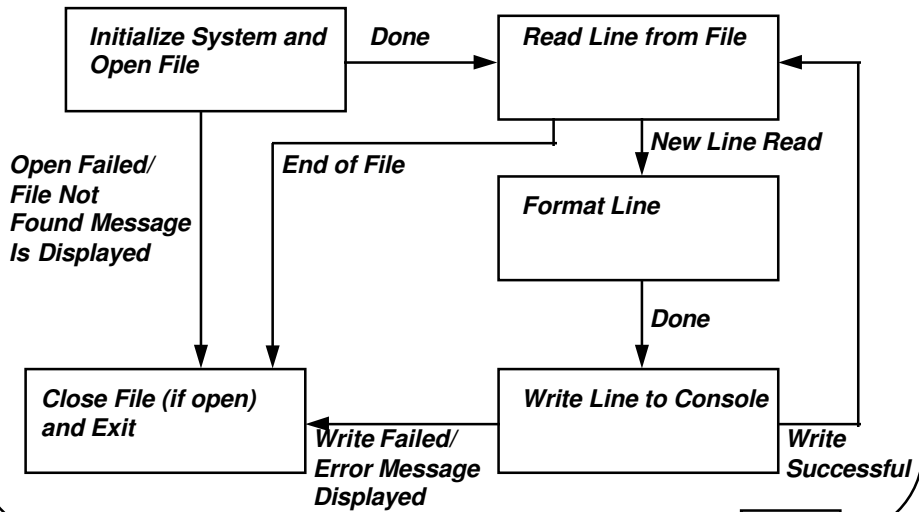 Initialize System and
Open File
Done
Read Line from File
Open Failed/
File Not
Found Message
Is Displayed
End of File
New Line Read
Format Line
Done
Close File (if open)
and Exit
Write Failed/
Error Message
Displayed
Write Line to Console
Write
Successful